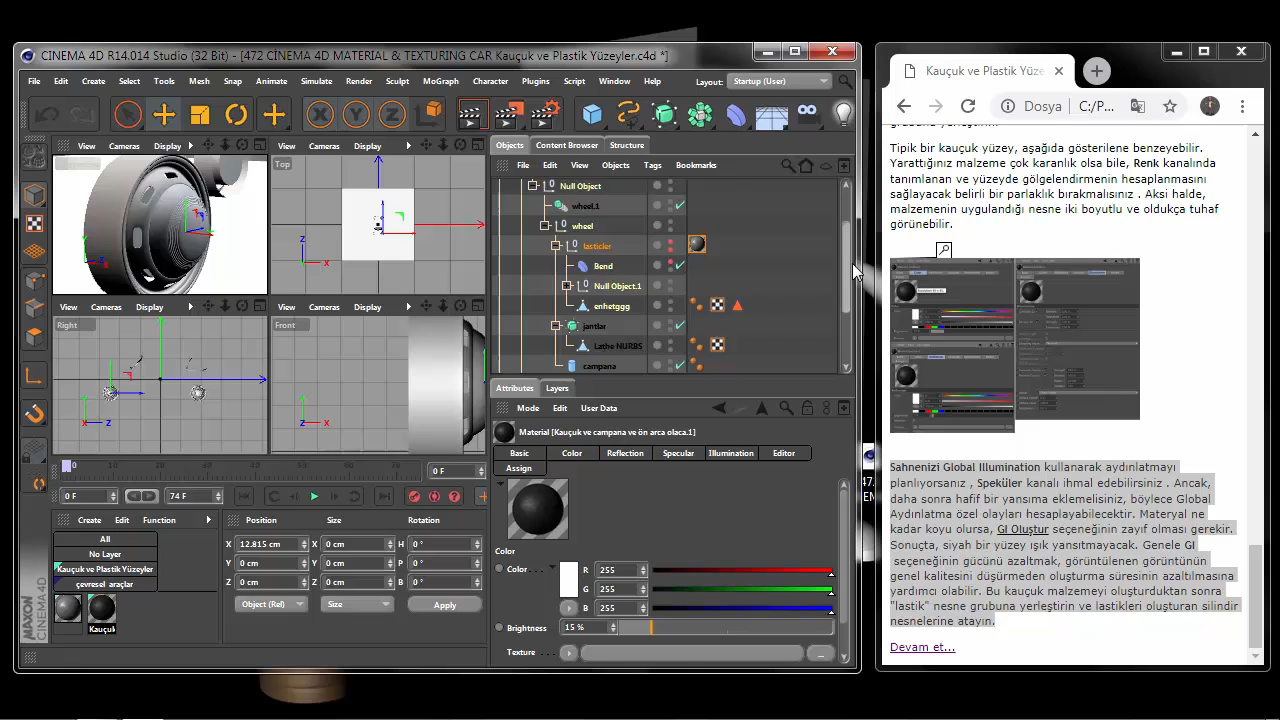 CINEMA 4D R14.014 Studio (32 Bit) - [472 CİNEMA 4D MATERIAL & TEXTURING CAR Kauçuk ve Plastik Yüzeyler.c4d *]
File Edit Create Select Tools Mesh Snap Animate Simulate Render Sculpt MoGraph Character Plugins Script Window Help Layout: Startup (User)
View Cameras Display
View Cameras Display
Top
Z
X
View Cameras Display
View Cameras Display
Right
Front
Objects Content Browser Structure
File Edit View Objects Tags Bookmarks
Null Object
wheel.1
wheel
lasticler
Bend
Null Object.1
enhetggg
jantlar
Lathe NURBS
campana
Attributes Layers
Mode Edit User Data
Material [Kauçuk ve campana ve ön arca olaca.1]
Basic Color Reflection Specular Illumination Editor
Assign
Color
Color R 255
G 255
B 255
Brightness 15 %
Texture
0 10 20 30 40 50 60 70 0 F
0 F 74 F
Create Edit Function
All
No Layer
Kauçuk ve Plastik Yüzeyler
çevresel araçlar
Kauçuk
MAXON CINEMA 4D
Position Size Rotation
X 12.815 cm X 0 cm H 0 °
Y 0 cm Y 0 cm P 0 °
Z 0 cm Z 0 cm B 0 °
Object (Rel) Size Apply
Kauçuk ve Plastik Yüze
Dosya C:/P...
Tipik bir kauçuk yüzey, aşağıda gösterilene benzeyebilir.
Yarattığınız malzeme çok karanlık olsa bile, Renk kanalında
tanımlanan ve yüzeyde gölgelendirmenin hesaplanmasını
sağlayacak belirli bir parlaklık bırakmalısınız . Aksi halde,
malzemenin uygulandığı nesne iki boyutlu ve oldukça tuhaf
görünebilir.
Sahnenizi Global Illumination kullanarak aydınlatmayı
planlıyorsanız , Speküler kanalı ihmal edebilirsiniz . Ancak,
daha sonra hafif bir yansıma eklemelisiniz, böylece Global
Aydınlatma özel olayları hesaplayabilecektir. Materyal ne
kadar koyu olursa, GI Oluştur seçeneğinin zayıf olması gerekir.
Sonuçta, siyah bir yüzey ışık yansıtmayacak. Genele GI
seçeneğinin gücünü azaltmak, görüntülenen görüntünün
genel kalitesini düşürmeden oluşturma süresinin azaltılmasına
yardımcı olabilir. Bu kauçuk malzemeyi oluşturduktan sonra
"lastik" nesne grubuna yerleştirin ve lastikleri oluşturan silindir
nesnelerine atayın.
Devam et...